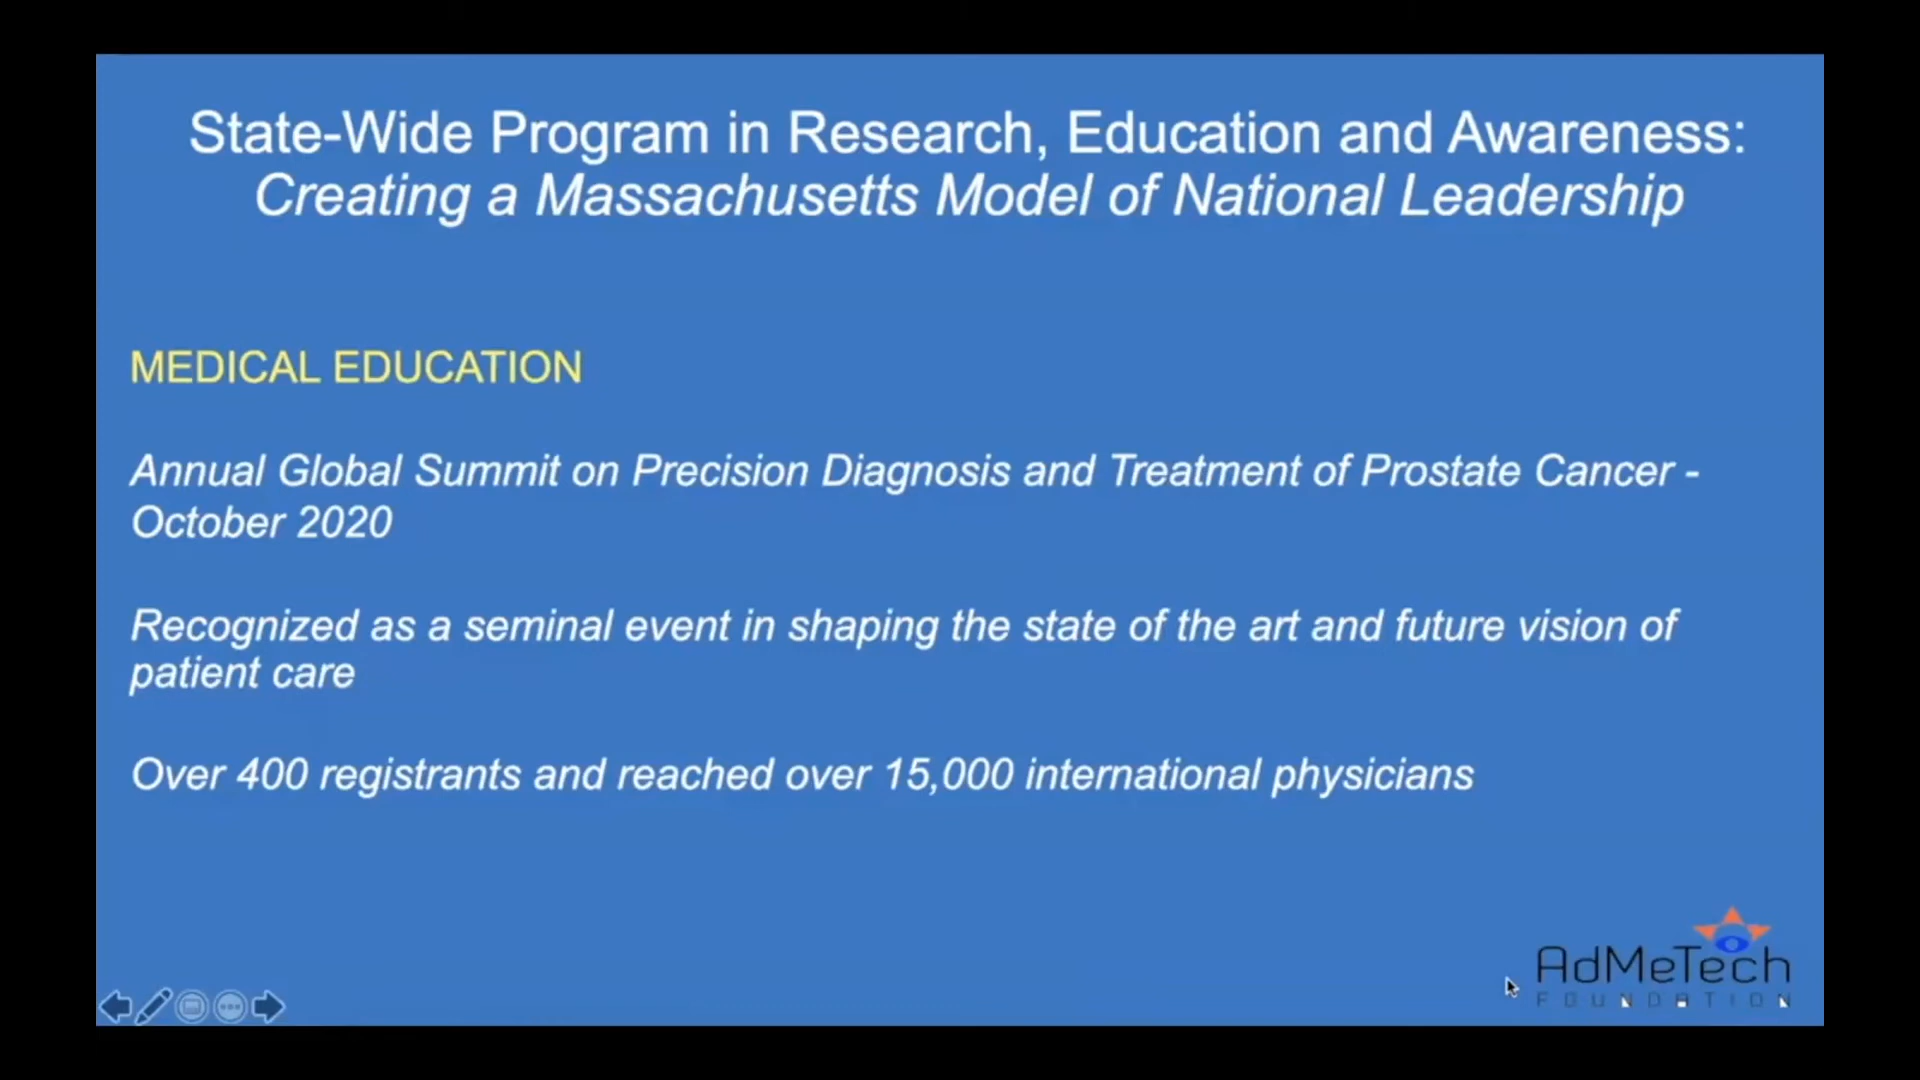 State-Wide Program in Research, Education and Awareness:
Creating a Massachusetts Model of National Leadership
MEDICAL EDUCATION
Annual Global Summit on Precision Diagnosis and Treatment of Prostate Cancer -
October 2020
Recognized as a seminal event in shaping the state of the art and future vision of
patient care
Over 400 registrants and reached over 15,000 international physicians
AdMeTech
FOUNDATION